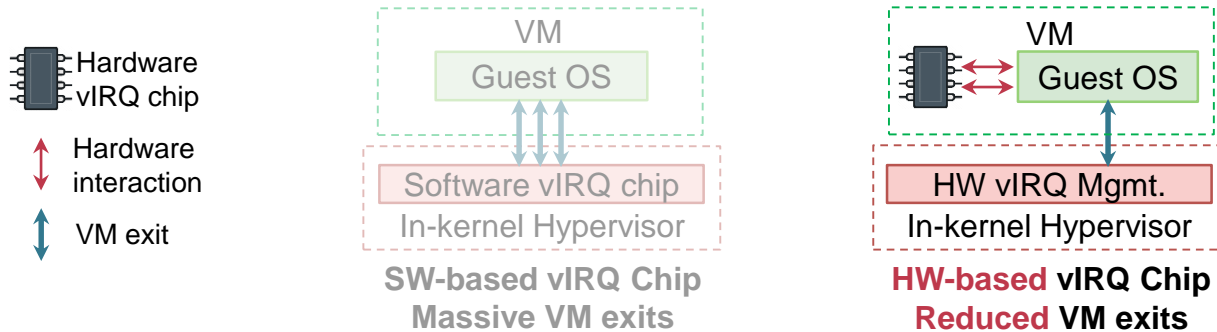 Hardware
vIRQ chip
Hardware
interaction
VM exit
VM
Guest OS
Software vIRQ chip
In-kernel Hypervisor
SW-based vIRQ Chip
Massive VM exits
VM
Guest OS
HW vIRQ Mgmt.
In-kernel Hypervisor
HW-based vIRQ Chip
Reduced VM exits